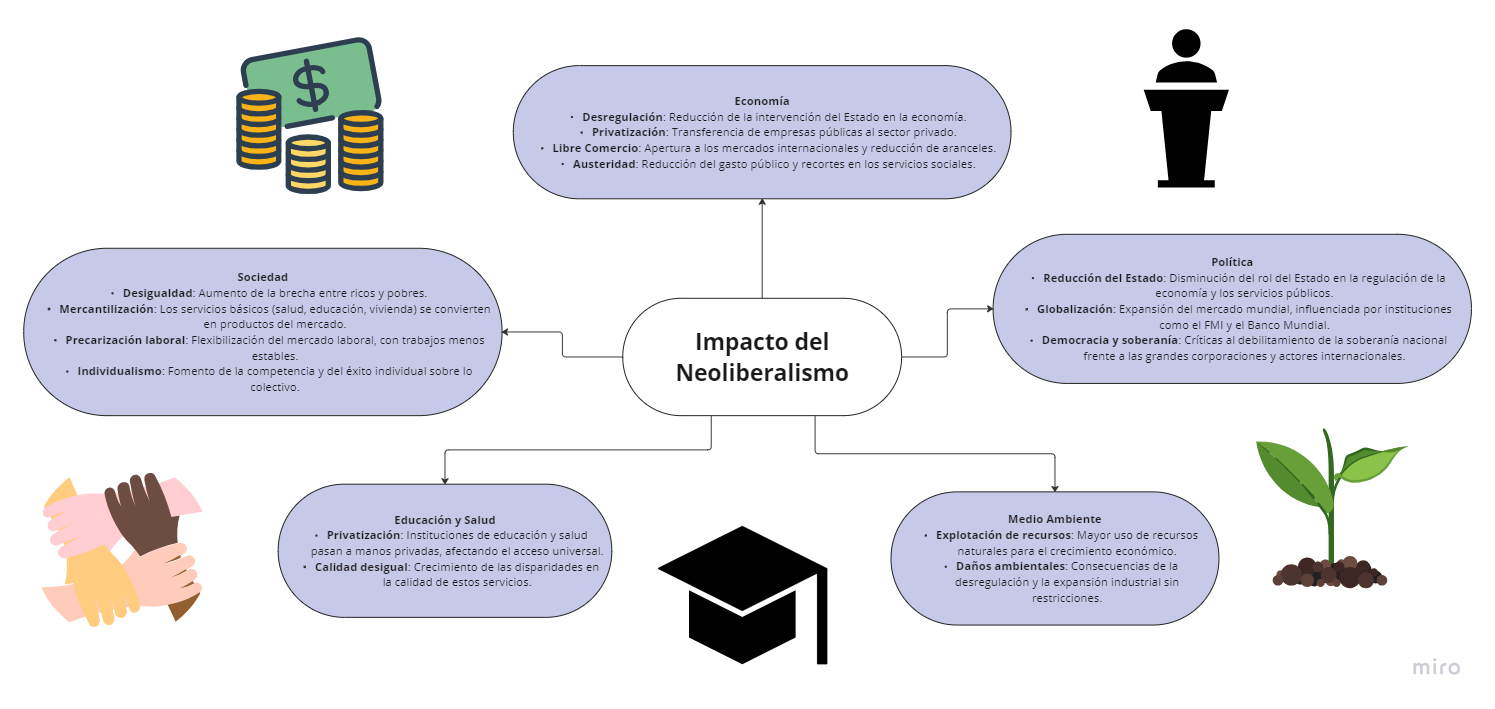 Economía
• Desregulación: Reducción de la intervención del Estado en la economía.
• Privatización: Transferencia de empresas públicas al sector privado.
• Libre Comercio: Apertura a los mercados internacionales y reducción de aranceles.
• Austeridad: Reducción del gasto público y recortes en los servicios sociales.
Sociedad
• Desigualdad: Aumento de la brecha entre ricos y pobres.
• Mercantilización: Los servicios básicos (salud, educación, vivienda) se convierten
en productos del mercado.
• Precarización laboral: Flexibilización del mercado laboral, con trabajos menos
estables.
• Individualismo: Fomento de la competencia y del éxito individual sobre lo
colectivo.
Impacto del
Neoliberalismo
Política
• Reducción del Estado: Disminución del rol del Estado en la regulación de la
economía y los servicios públicos.
• Globalización: Expansión del mercado mundial, influenciada por instituciones
como el FMI y el Banco Mundial.
• Democracia y soberanía: Críticas al debilitamiento de la soberanía nacional
frente a las grandes corporaciones y actores internacionales.
Educación y Salud
• Privatización: Instituciones de educación y salud
pasan a manos privadas, afectando el acceso universal.
• Calidad desigual: Crecimiento de las disparidades en
la calidad de estos servicios.
Medio Ambiente
• Explotación de recursos: Mayor uso de recursos
naturales para el crecimiento económico.
• Daños ambientales: Consecuencias de la
desregulación y la expansión industrial sin
restricciones.
miro